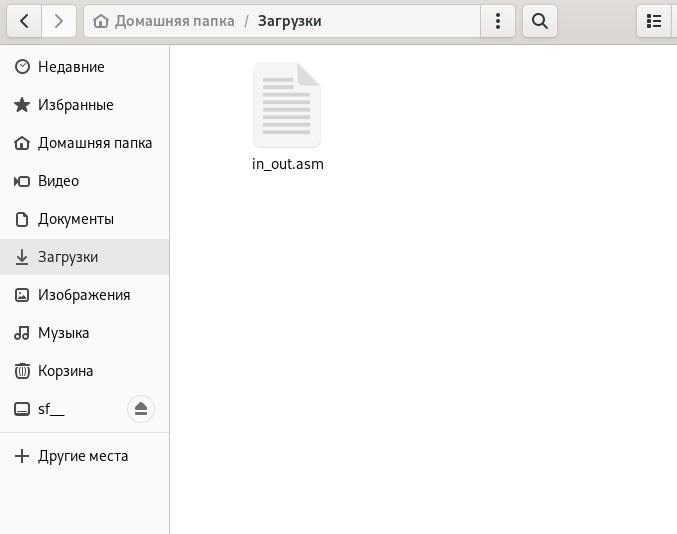 Домашняя папка / Загрузки
Недавние
Избранные
Домашняя папка
Видео
Документы
Загрузки
Изображения
Музыка
Корзина
sf__
Другие места
in_out.asm